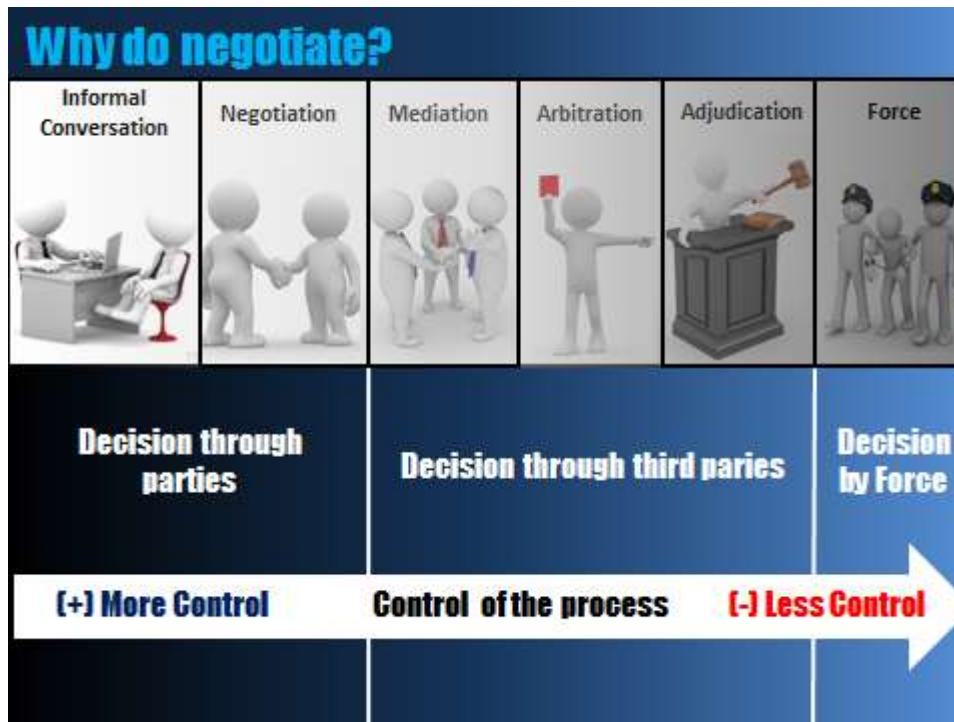 Why do negotiate?
Informal
Conversation
Negotiation
Mediation
Arbitration
Adjudication
Force
Decision through
parties
Decision through third paries
Decision
by Force
(+) More Control
Control of the process
(-) Less Control